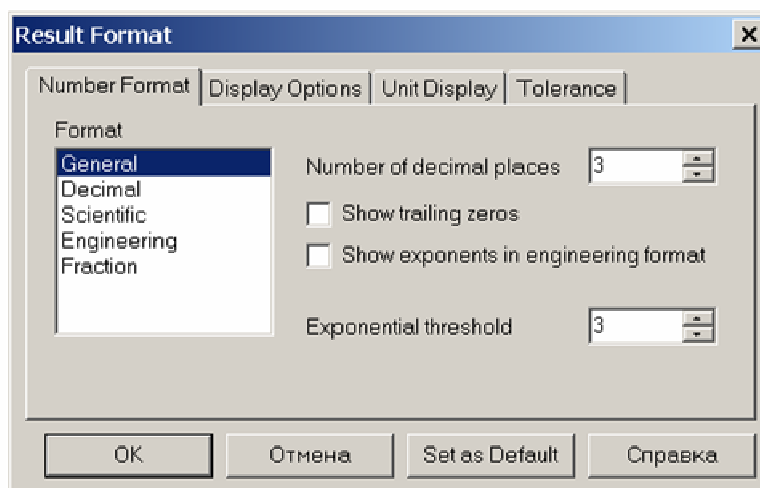 Result Format
Number Format Display Options Unit Display Tolerance
Format
General
Decimal
Scientific
Engineering
Fraction
Number of decimal places 3
Show trailing zeros
Show exponents in engineering format
Exponential threshold 3
OK Отмена Set as Default Справка